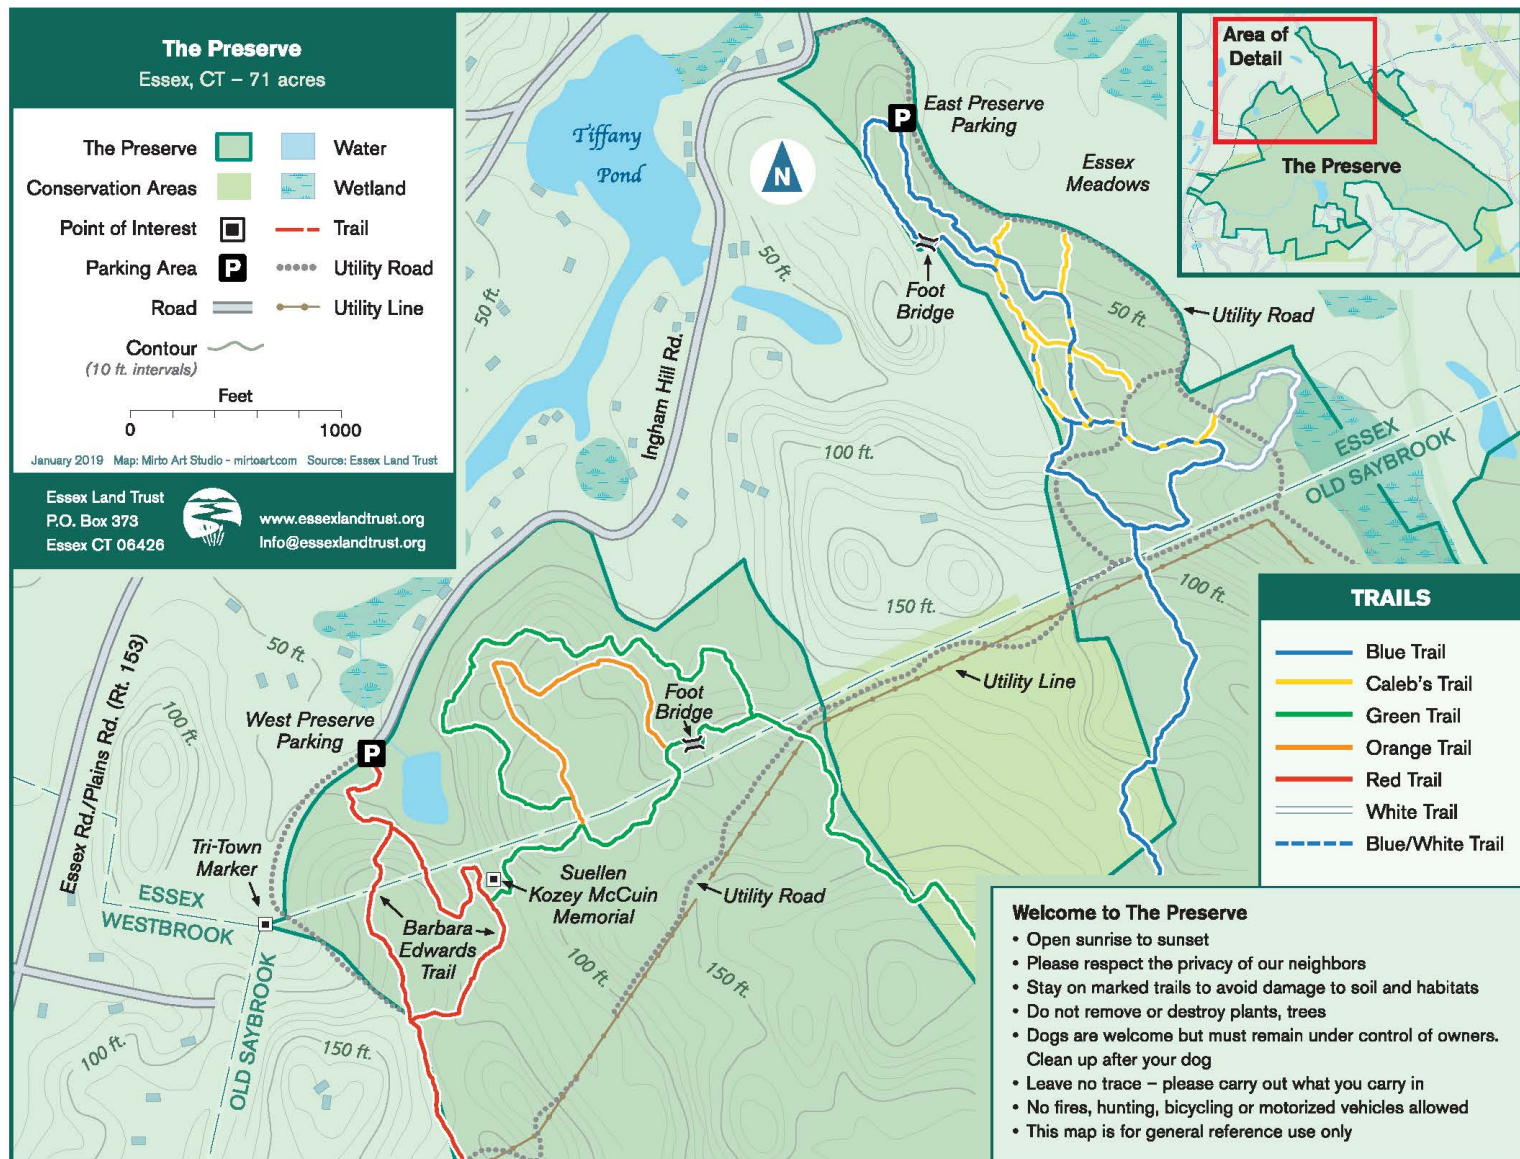 The Preserve
Essex, CT – 71 acres
The Preserve
Water
Conservation Areas
Wetland
Point of Interest
Trail
P
Parking Area
Utility Road
Road
Utility Line
Contour
(10 ft. intervals)
Feet
0
1000
January 2019 Map: Mirto Art Studio - mirtoart.com Source: Essex Land Trust
Essex Land Trust
P.O. Box 373
Essex CT 06426
www.essexlandtrust.org
Info@essexlandtrust.org
Tiffany
Pond
N
P
East Preserve
Parking
Essex
Meadows
Area of
Detail
The Preserve
50 ft.
50 ft.
Foot
Bridge
50 ft.
Utility Road
Ingham Hill Rd.
100 ft.
ESSEX
OLD SAYBROOK
150 ft.
100 ft.
Utility Line
50 ft.
Essex Rd./Plains Rd. (Rt. 153)
100 ft.
West Preserve
Parking
P
Foot
Bridge
Tri-Town
Marker
ESSEX
WESTBROOK
OLD SAYBROOK
Suellen
Kozey McCuin
Memorial
Utility Road
Barbara
Edwards
Trail
100 ft.
150 ft.
100 ft.
150 ft.
TRAILS
Blue Trail
Caleb's Trail
Green Trail
Orange Trail
Red Trail
White Trail
Blue/White Trail
Welcome to The Preserve
• Open sunrise to sunset
• Please respect the privacy of our neighbors
• Stay on marked trails to avoid damage to soil and habitats
• Do not remove or destroy plants, trees
• Dogs are welcome but must remain under control of owners.
Clean up after your dog
• Leave no trace – please carry out what you carry in
• No fires, hunting, bicycling or motorized vehicles allowed
• This map is for general reference use only